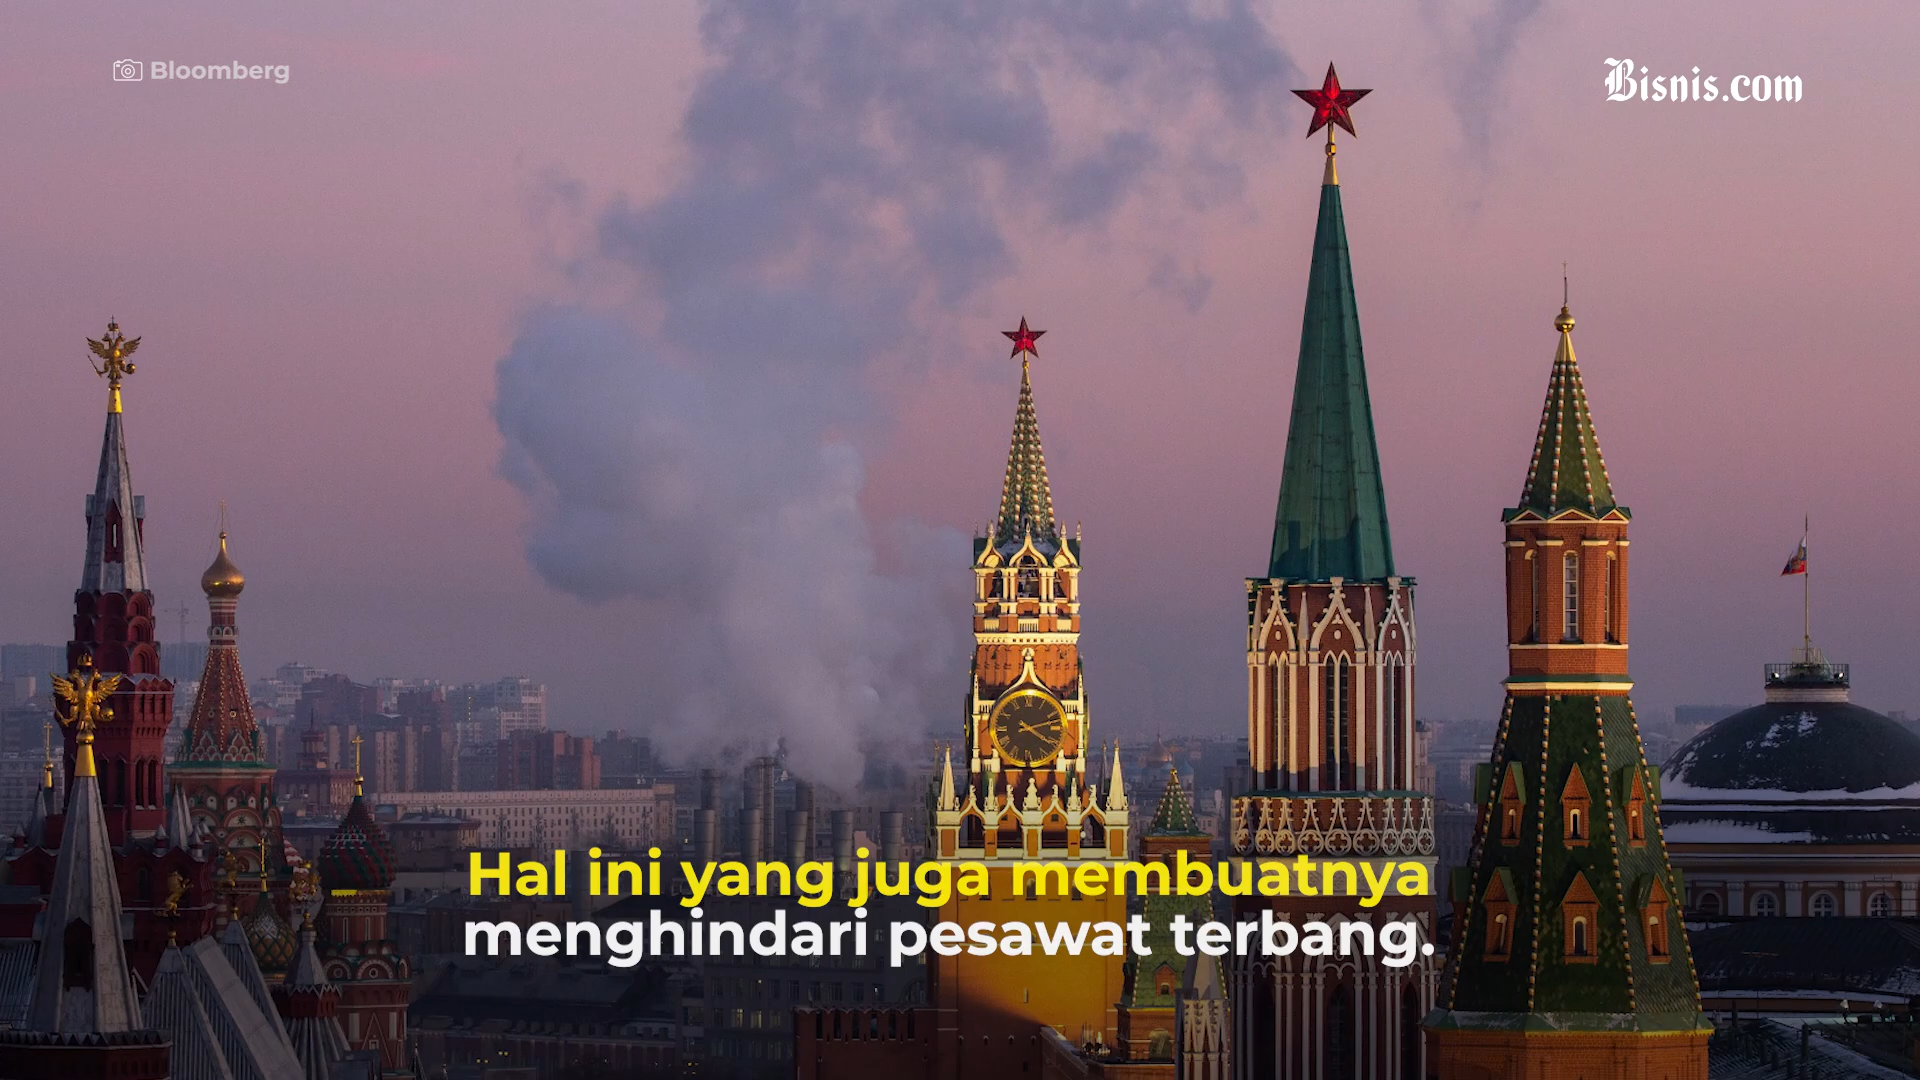 Bloomberg
Bisnis.com
Hal ini yang juga membuatnya
menghindari pesawat terbang.